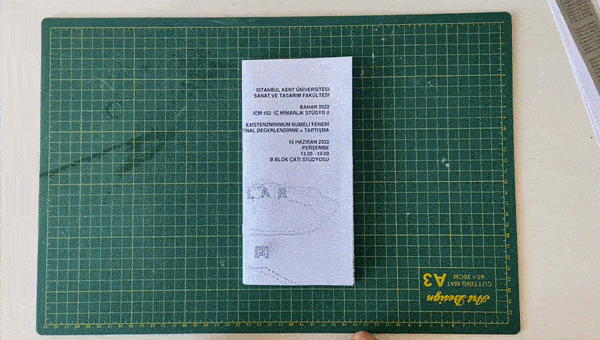 İSTANBUL KENT ÜNİVERSİTESİ
SANAT VE TASARIM FAKÜLTESİ
BAHAR 2022
İÇM 102 İÇ MİMARLIK STÜDYO II
EXISTENZMINIMUM RUMELİ FENERİ
FİNAL DEĞERLENDİRME + TARTIŞMA
16 HAZİRAN 2022
PERŞEMBE
13.00 - 18:00
B BLOK ÇATI STÜDYOSU
LAR
CUTTING MAT
A3
45×30CM
Art Design